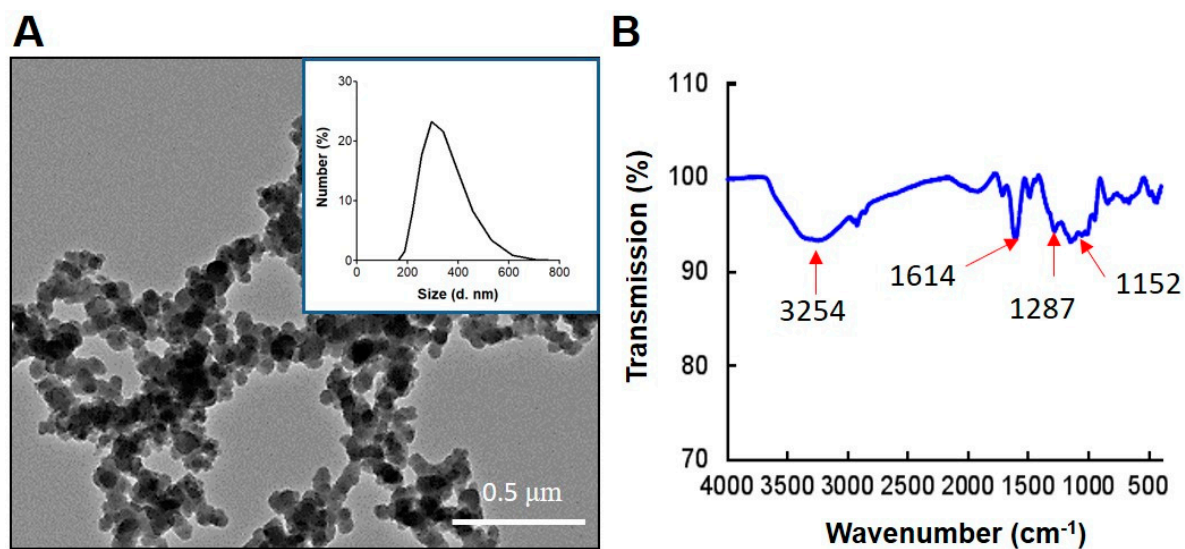 A
30
20
10
0
Number (%)
0 200 400 600 800
Size (d. nm)
0.5 μm
B
110
100
90
80
70
Transmission (%)
3254
1614
1287
1152
4000 3500 3000 2500 2000 1500 1000 500
Wavenumber (cm⁻¹)